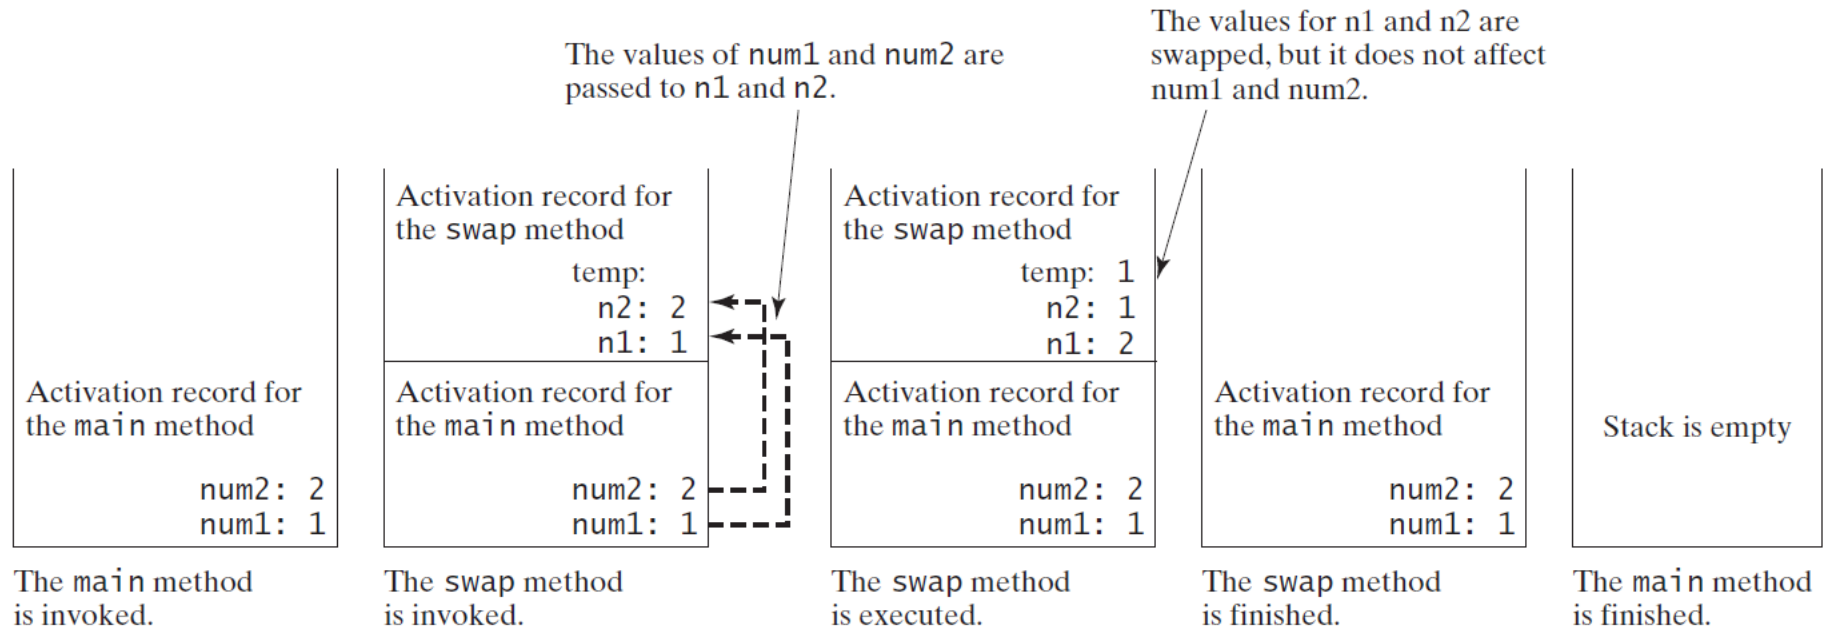 The values of num1 and num2 are
passed to n1 and n2.
The values for n1 and n2 are
swapped, but it does not affect
num1 and num2.
Activation record for
the main method
num2: 2
num1: 1
The main method
is invoked.
Activation record for
the swap method
temp:
n2: 2
n1: 1
Activation record for
the main method
num2: 2
num1: 1
The swap method
is invoked.
Activation record for
the swap method
temp: 1
n2: 1
n1: 2
Activation record for
the main method
num2: 2
num1: 1
The swap method
is executed.
Activation record for
the main method
num2: 2
num1: 1
The swap method
is finished.
Stack is empty
The main method
is finished.